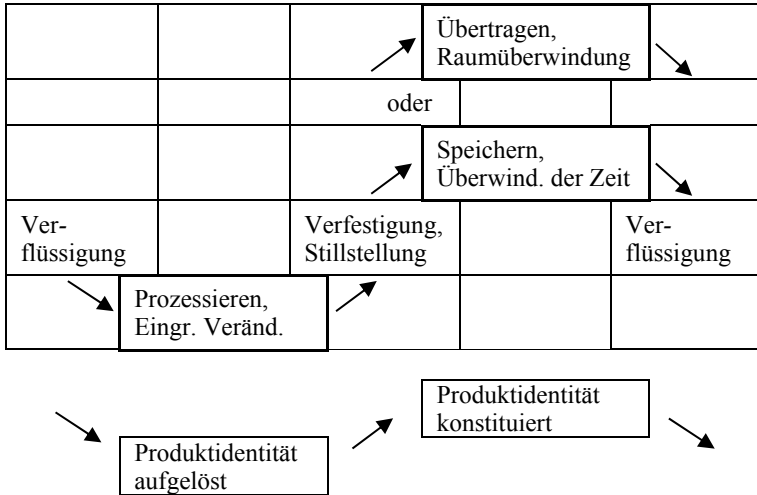 Übertragen,
Raumüberwindung
oder
Speichern,
Überwind. der Zeit
Ver-
flüssigung
Verfestigung,
Stillstellung
Ver-
flüssigung
Prozessieren,
Eingr. Veränd.
Produktidentität
konstituiert
Produktidentität
aufgelöst